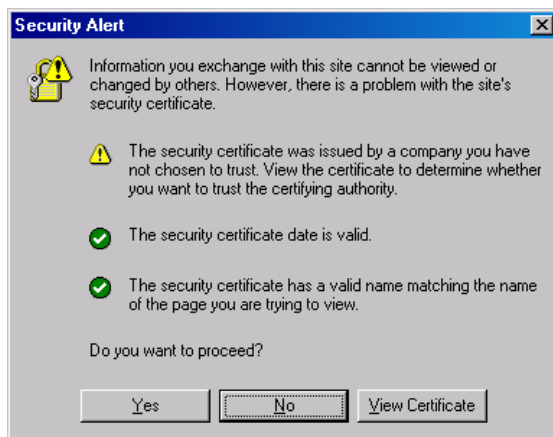 Security Alert
Information you exchange with this site cannot be viewed or
changed by others. However, there is a problem with the site's
security certificate.
The security certificate was issued by a company you have
not chosen to trust. View the certificate to determine whether
you want to trust the certifying authority.
The security certificate date is valid.
The security certificate has a valid name matching the name
of the page you are trying to view.
Do you want to proceed?
Yes No View Certificate